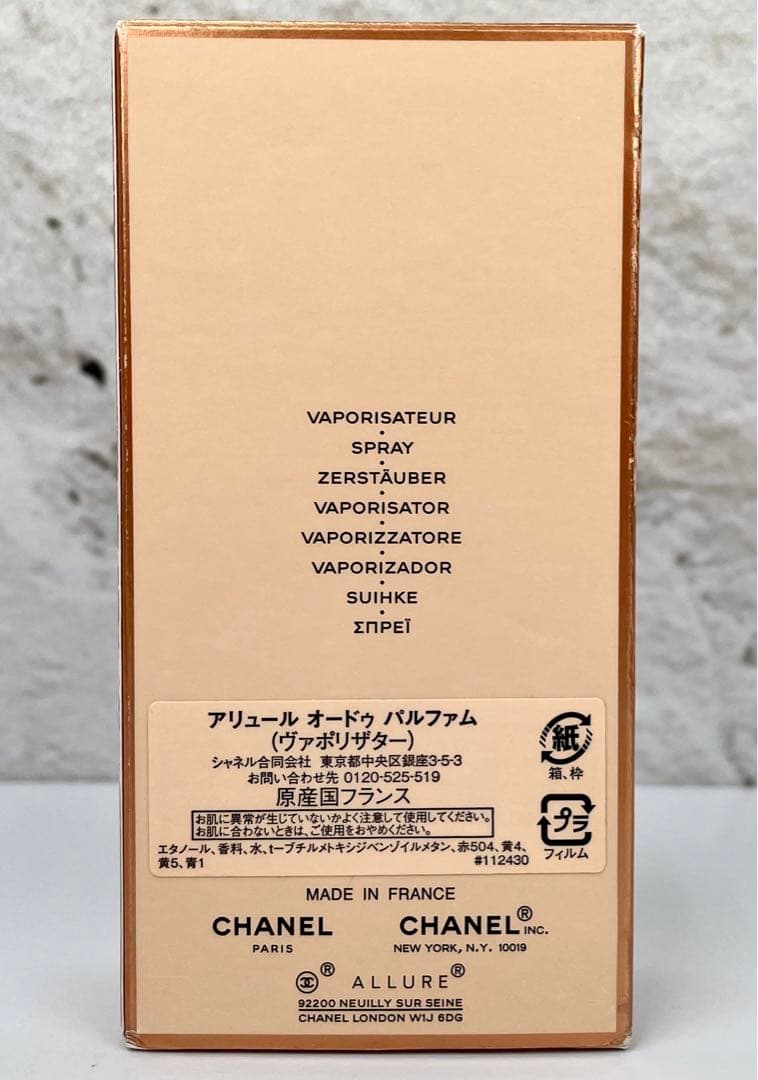 VAPORISATEUR
•
SPRAY
•
ZERSTÄUBER
•
VAPORISATOR
•
VAPORIZZATORE
•
VAPORIZADOR
•
SUIHKE
•
ΣΠΡΕΪ
アリュール オードゥ パルファム
(ヴァポリザター)
シャネル合同会社 東京都中央区銀座3-5-3
お問い合わせ先 0120-525-519
原産国フランス
お肌に異常が生じていないかよく注意して使用してください。
お肌に合わないときは、ご使用をおやめください。
エタノール、香料、水、t-ブチルメトキシジベンゾイルメタン、赤504、黄4、
黄5、青1
#112430
紙
箱、枠
プラ
フィルム
MADE IN FRANCE
CHANEL
PARIS
CHANEL® INC.
NEW YORK, N.Y. 10019
® ALLURE®
92200 NEUILLY SUR SEINE
CHANEL LONDON W1J 6DG